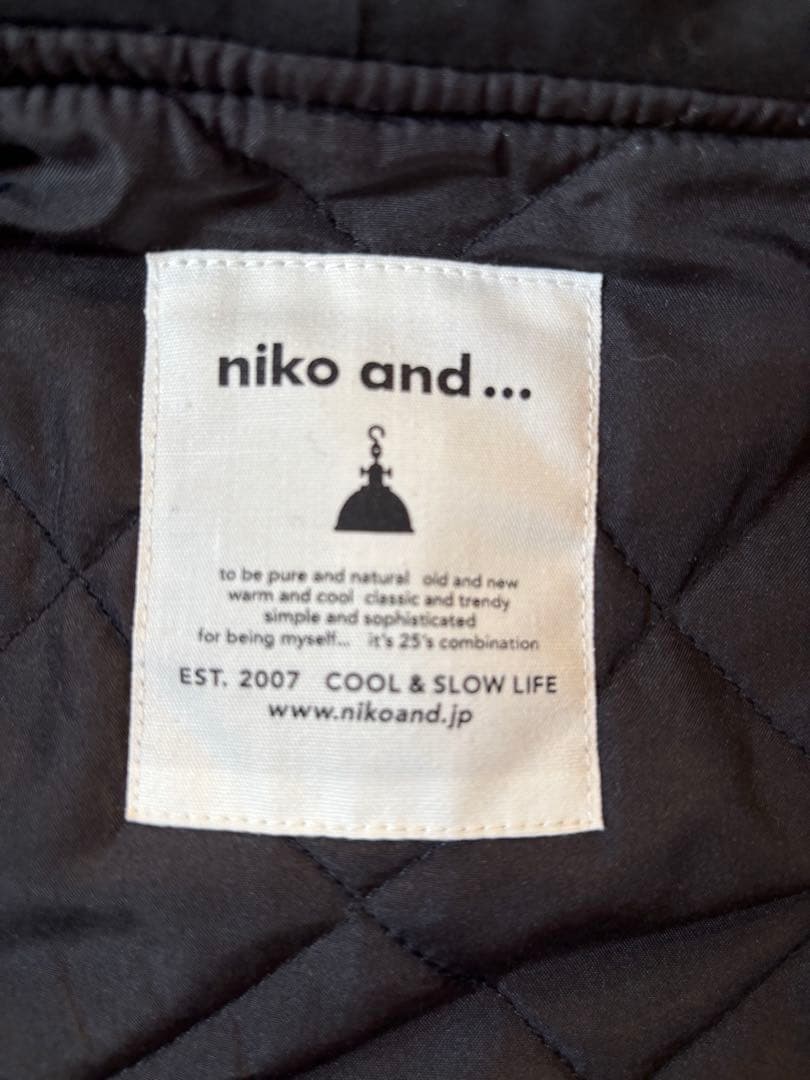 niko and ...
to be pure and natural old and new
warm and cool classic and trendy
simple and sophisticated
for being myself... it's 25's combination
EST. 2007 COOL & SLOW LIFE
www.nikoand.jp